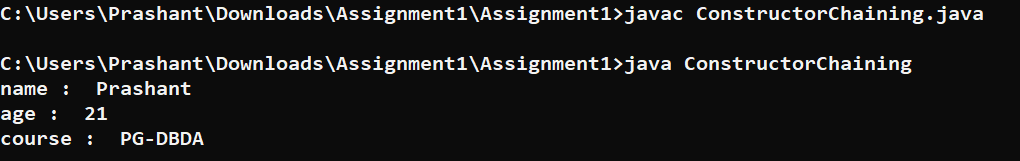 C:\Users\Prashant\Downloads\Assignment1\Assignment1>javac ConstructorChaining.java
C:\Users\Prashant\Downloads\Assignment1\Assignment1>java ConstructorChaining
name :  Prashant
age :  21
course :  PG-DBDA